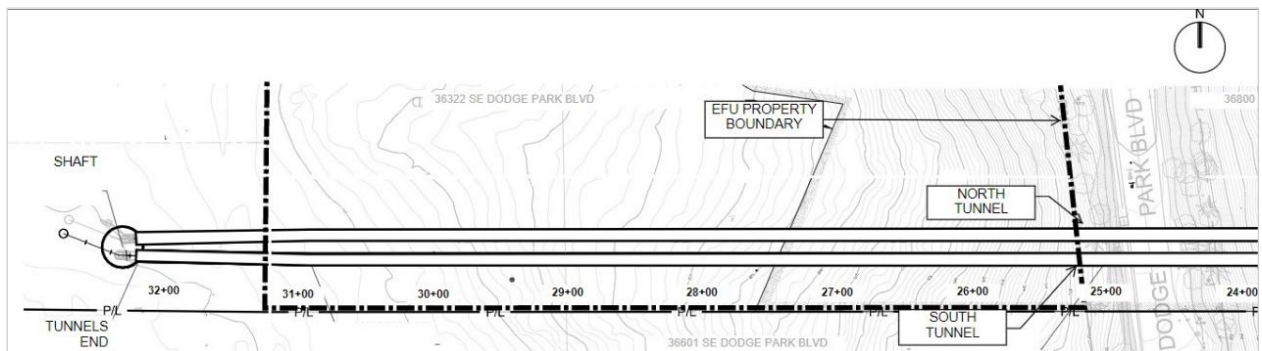 N
36322 SE DODGE PARK BLVD
36800
EFU PROPERTY
BOUNDARY
PARK BLVD
SHAFT
NORTH
TUNNEL
32+00
31+00
30+00
29+00
28+00
27+00
26+00
25+00
24+00
P/L
P/L
P/L
P/L
P/L
P/L
TUNNELS
END
SOUTH
TUNNEL
DODGE
36601 SE DODGE PARK BLVD